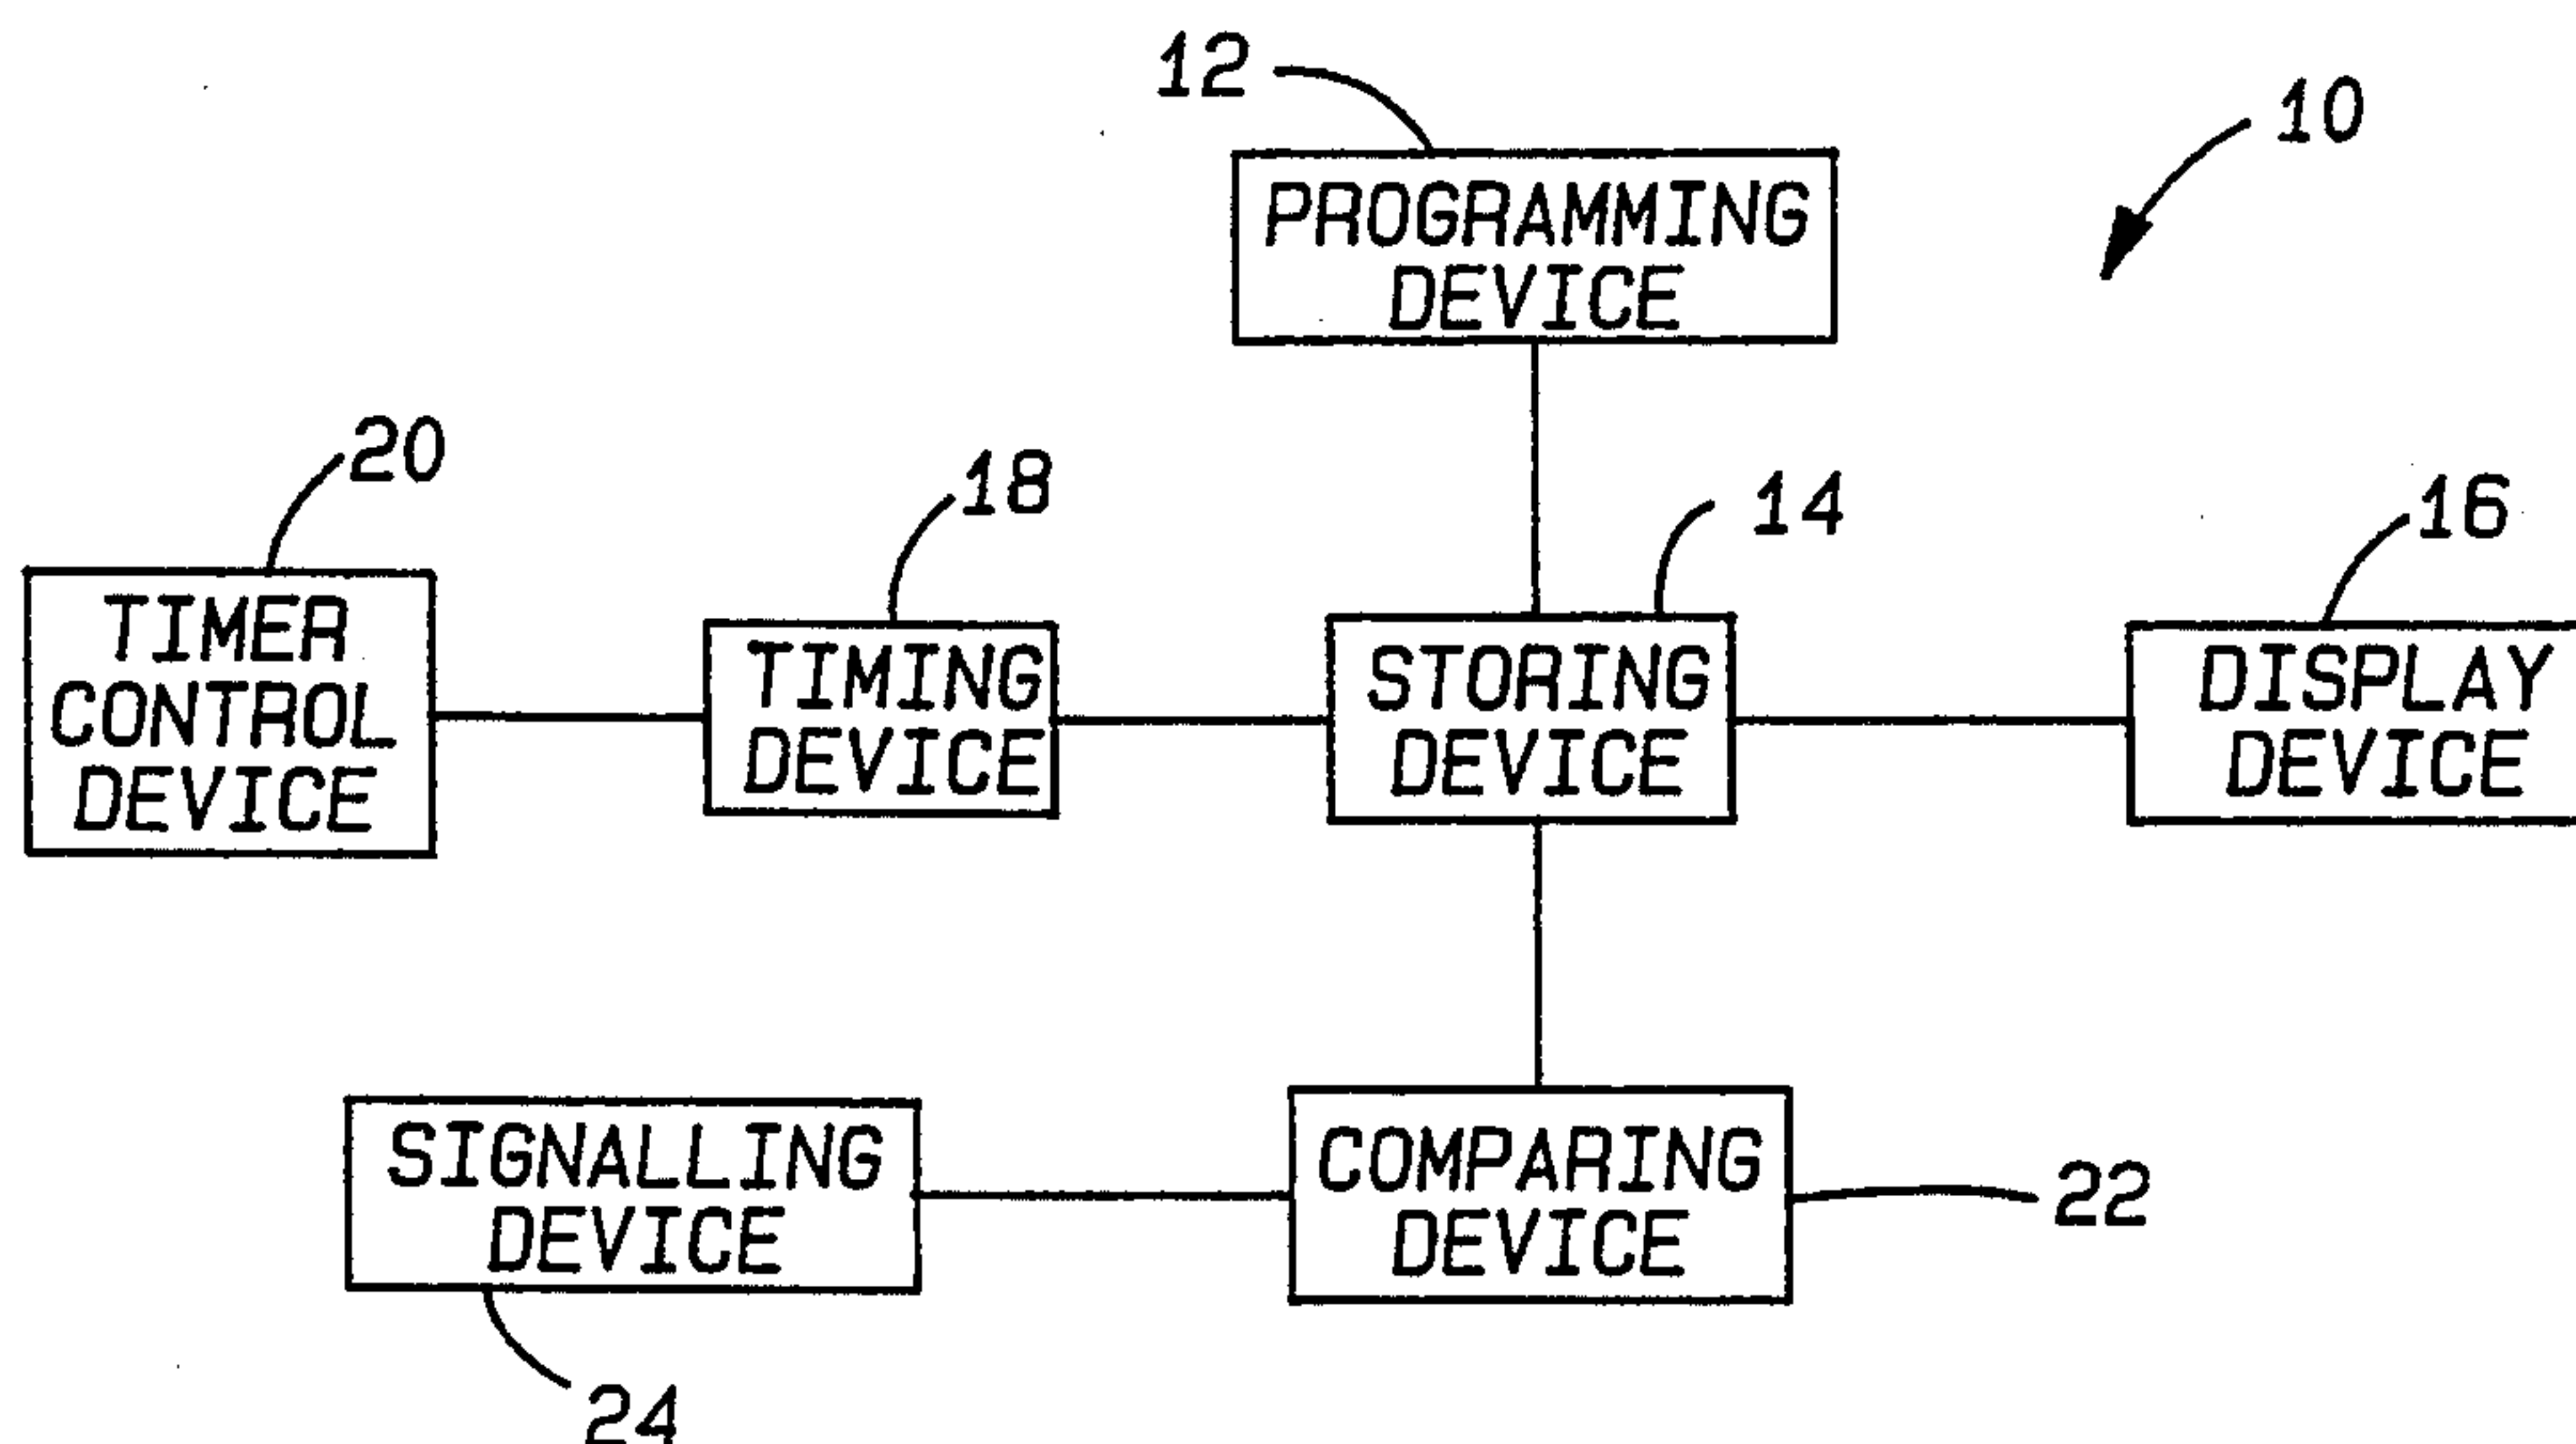 12
10
PROGRAMMING
DEVICE
20
18
14
16
TIMER
CONTROL
DEVICE
TIMING
DEVICE
STORING
DEVICE
DISPLAY
DEVICE
SIGNALLING
DEVICE
COMPARING
DEVICE
22
24